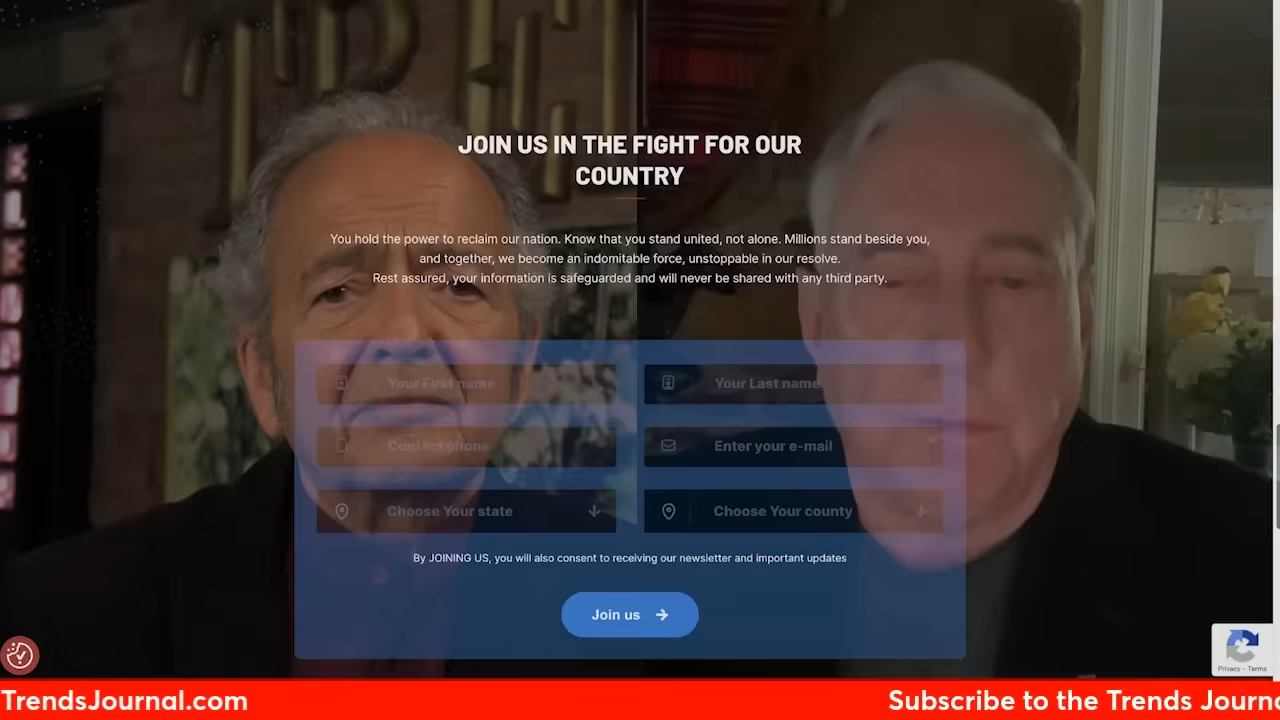 JOIN US IN THE FIGHT FOR OUR
COUNTRY
You hold the power to reclaim our nation. Know that you stand united, not alone. Millions stand beside you,
and together, we become an indomitable force, unstoppable in our resolve.
Rest assured, your information is safeguarded and will never be shared with any third party.
Your First name
Your Last name
Contact phone
Enter your e-mail
Choose Your state
Choose Your county
By JOINING US, you will also consent to receiving our newsletter and important updates
Join us
Privacy - Terms
TrendsJournal.com
Subscribe to the Trends Journ